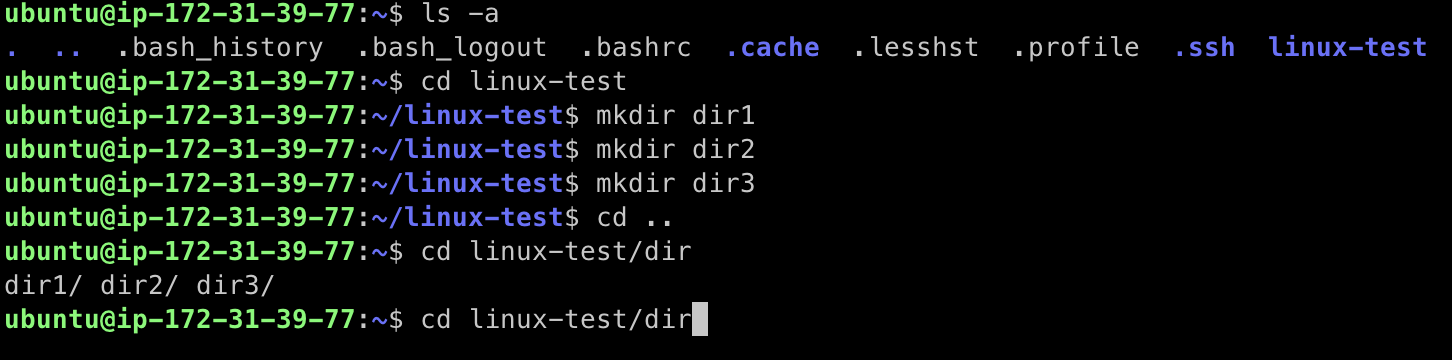 ubuntu@ip-172-31-39-77:~$ ls -a
.  ..  .bash_history  .bash_logout  .bashrc  .cache  .lesshst  .profile  .ssh  linux-test
ubuntu@ip-172-31-39-77:~$ cd linux-test
ubuntu@ip-172-31-39-77:~/linux-test$ mkdir dir1
ubuntu@ip-172-31-39-77:~/linux-test$ mkdir dir2
ubuntu@ip-172-31-39-77:~/linux-test$ mkdir dir3
ubuntu@ip-172-31-39-77:~/linux-test$ cd ..
ubuntu@ip-172-31-39-77:~$ cd linux-test/dir
dir1/ dir2/ dir3/
ubuntu@ip-172-31-39-77:~$ cd linux-test/dir